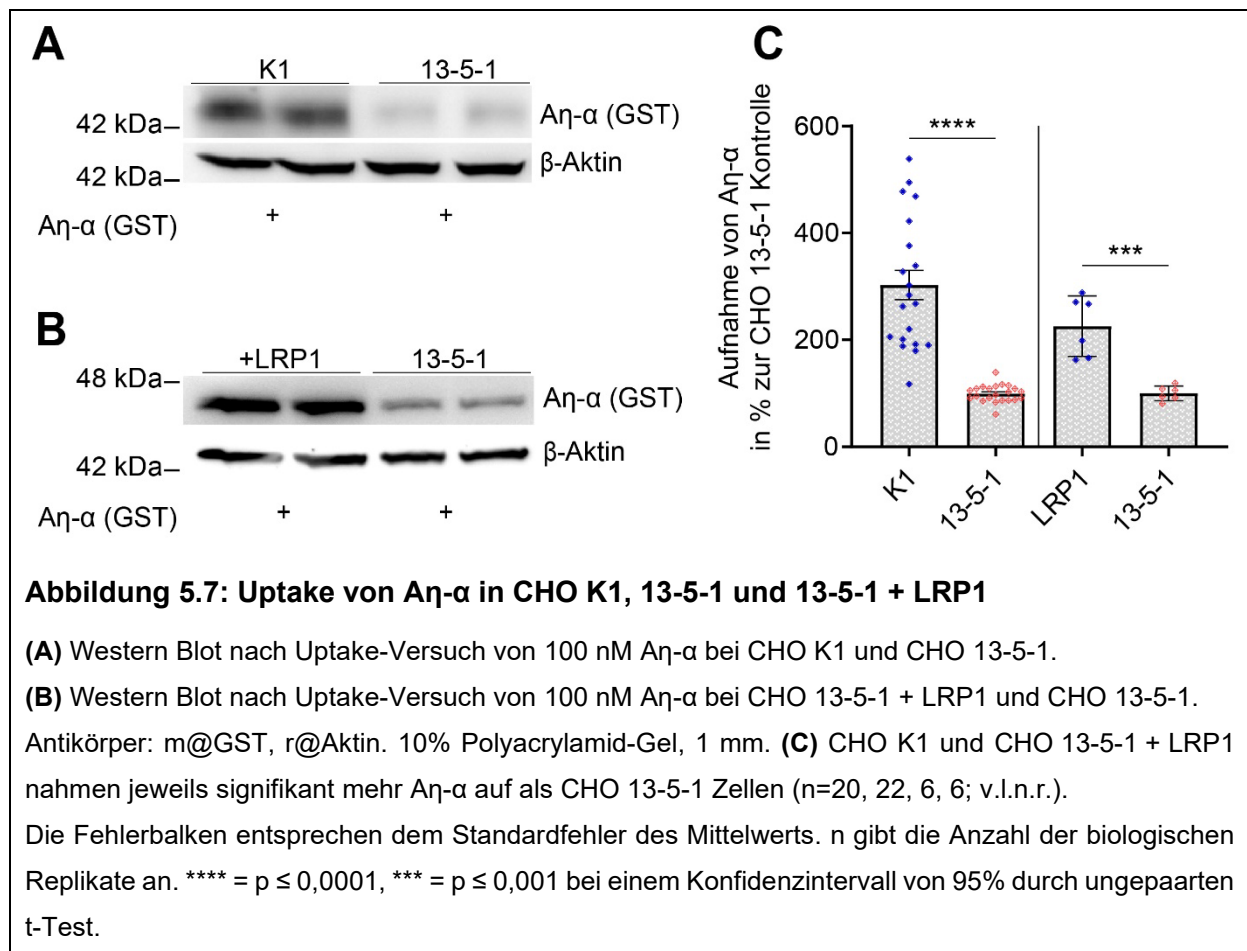 A
K1 13-5-1
42 kDa– Aη-α (GST)
42 kDa– β-Aktin
Aη-α (GST) + +
B
+LRP1 13-5-1
48 kDa– Aη-α (GST)
42 kDa– β-Aktin
Aη-α (GST) + +
C
Aufnahme von Aη-α
in % zur CHO 13-5-1 Kontrolle
600
400
200
0
****
***
K1 13-5-1 LRP1 13-5-1
Abbildung 5.7: Uptake von Aη-α in CHO K1, 13-5-1 und 13-5-1 + LRP1
(A) Western Blot nach Uptake-Versuch von 100 nM Aη-α bei CHO K1 und CHO 13-5-1.
(B) Western Blot nach Uptake-Versuch von 100 nM Aη-α bei CHO 13-5-1 + LRP1 und CHO 13-5-1.
Antikörper: m@GST, r@Aktin. 10% Polyacrylamid-Gel, 1 mm. (C) CHO K1 und CHO 13-5-1 + LRP1
nahmen jeweils signifikant mehr Aη-α auf als CHO 13-5-1 Zellen (n=20, 22, 6, 6; v.l.n.r.).
Die Fehlerbalken entsprechen dem Standardfehler des Mittelwerts. n gibt die Anzahl der biologischen
Replikate an. **** = p ≤ 0,0001, *** = p ≤ 0,001 bei einem Konfidenzintervall von 95% durch ungepaarten
t-Test.